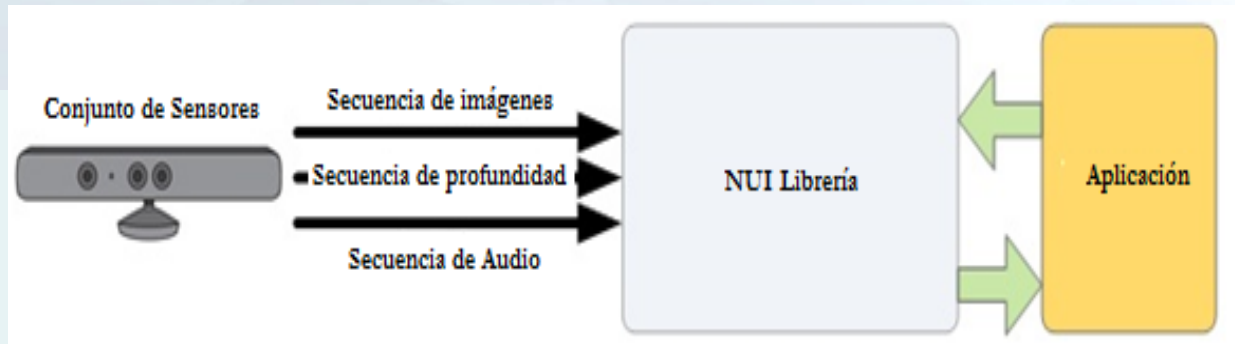 Conjunto de Sensores
Secuencia de imágenes
Secuencia de profundidad
Secuencia de Audio
NUI Librería
Aplicación